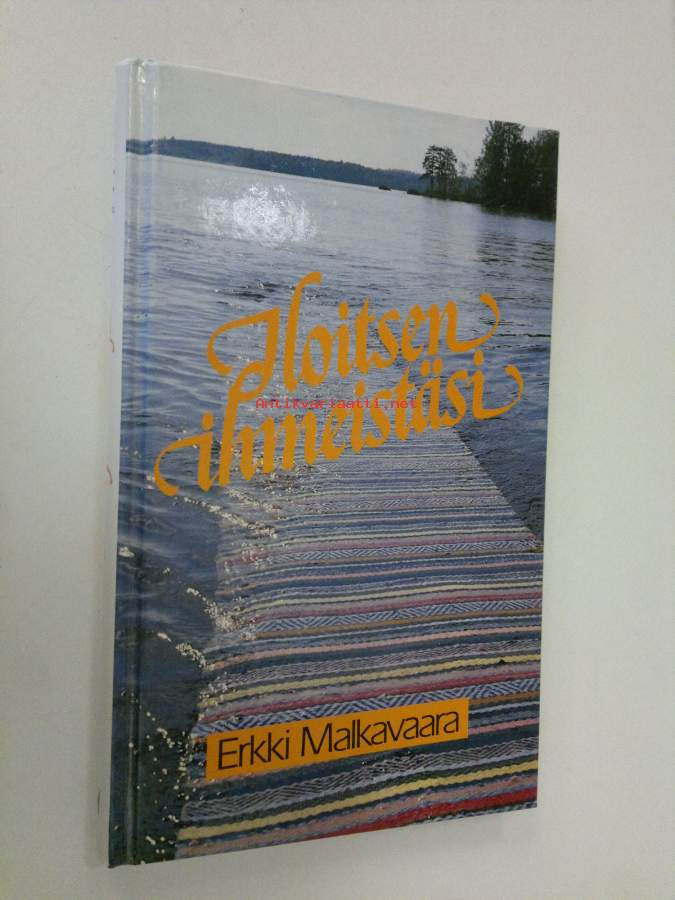 Iloitsen
ihmeistäsi
Antikvariaatti.net
Erkki Malkavaara